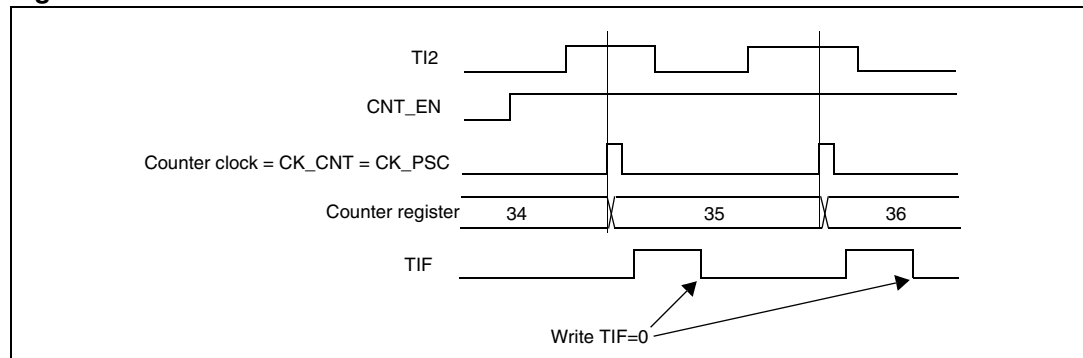 TI2
CNT_EN
Counter clock = CK_CNT = CK_PSC
Counter register 34 35 36
TIF
Write TIF=0